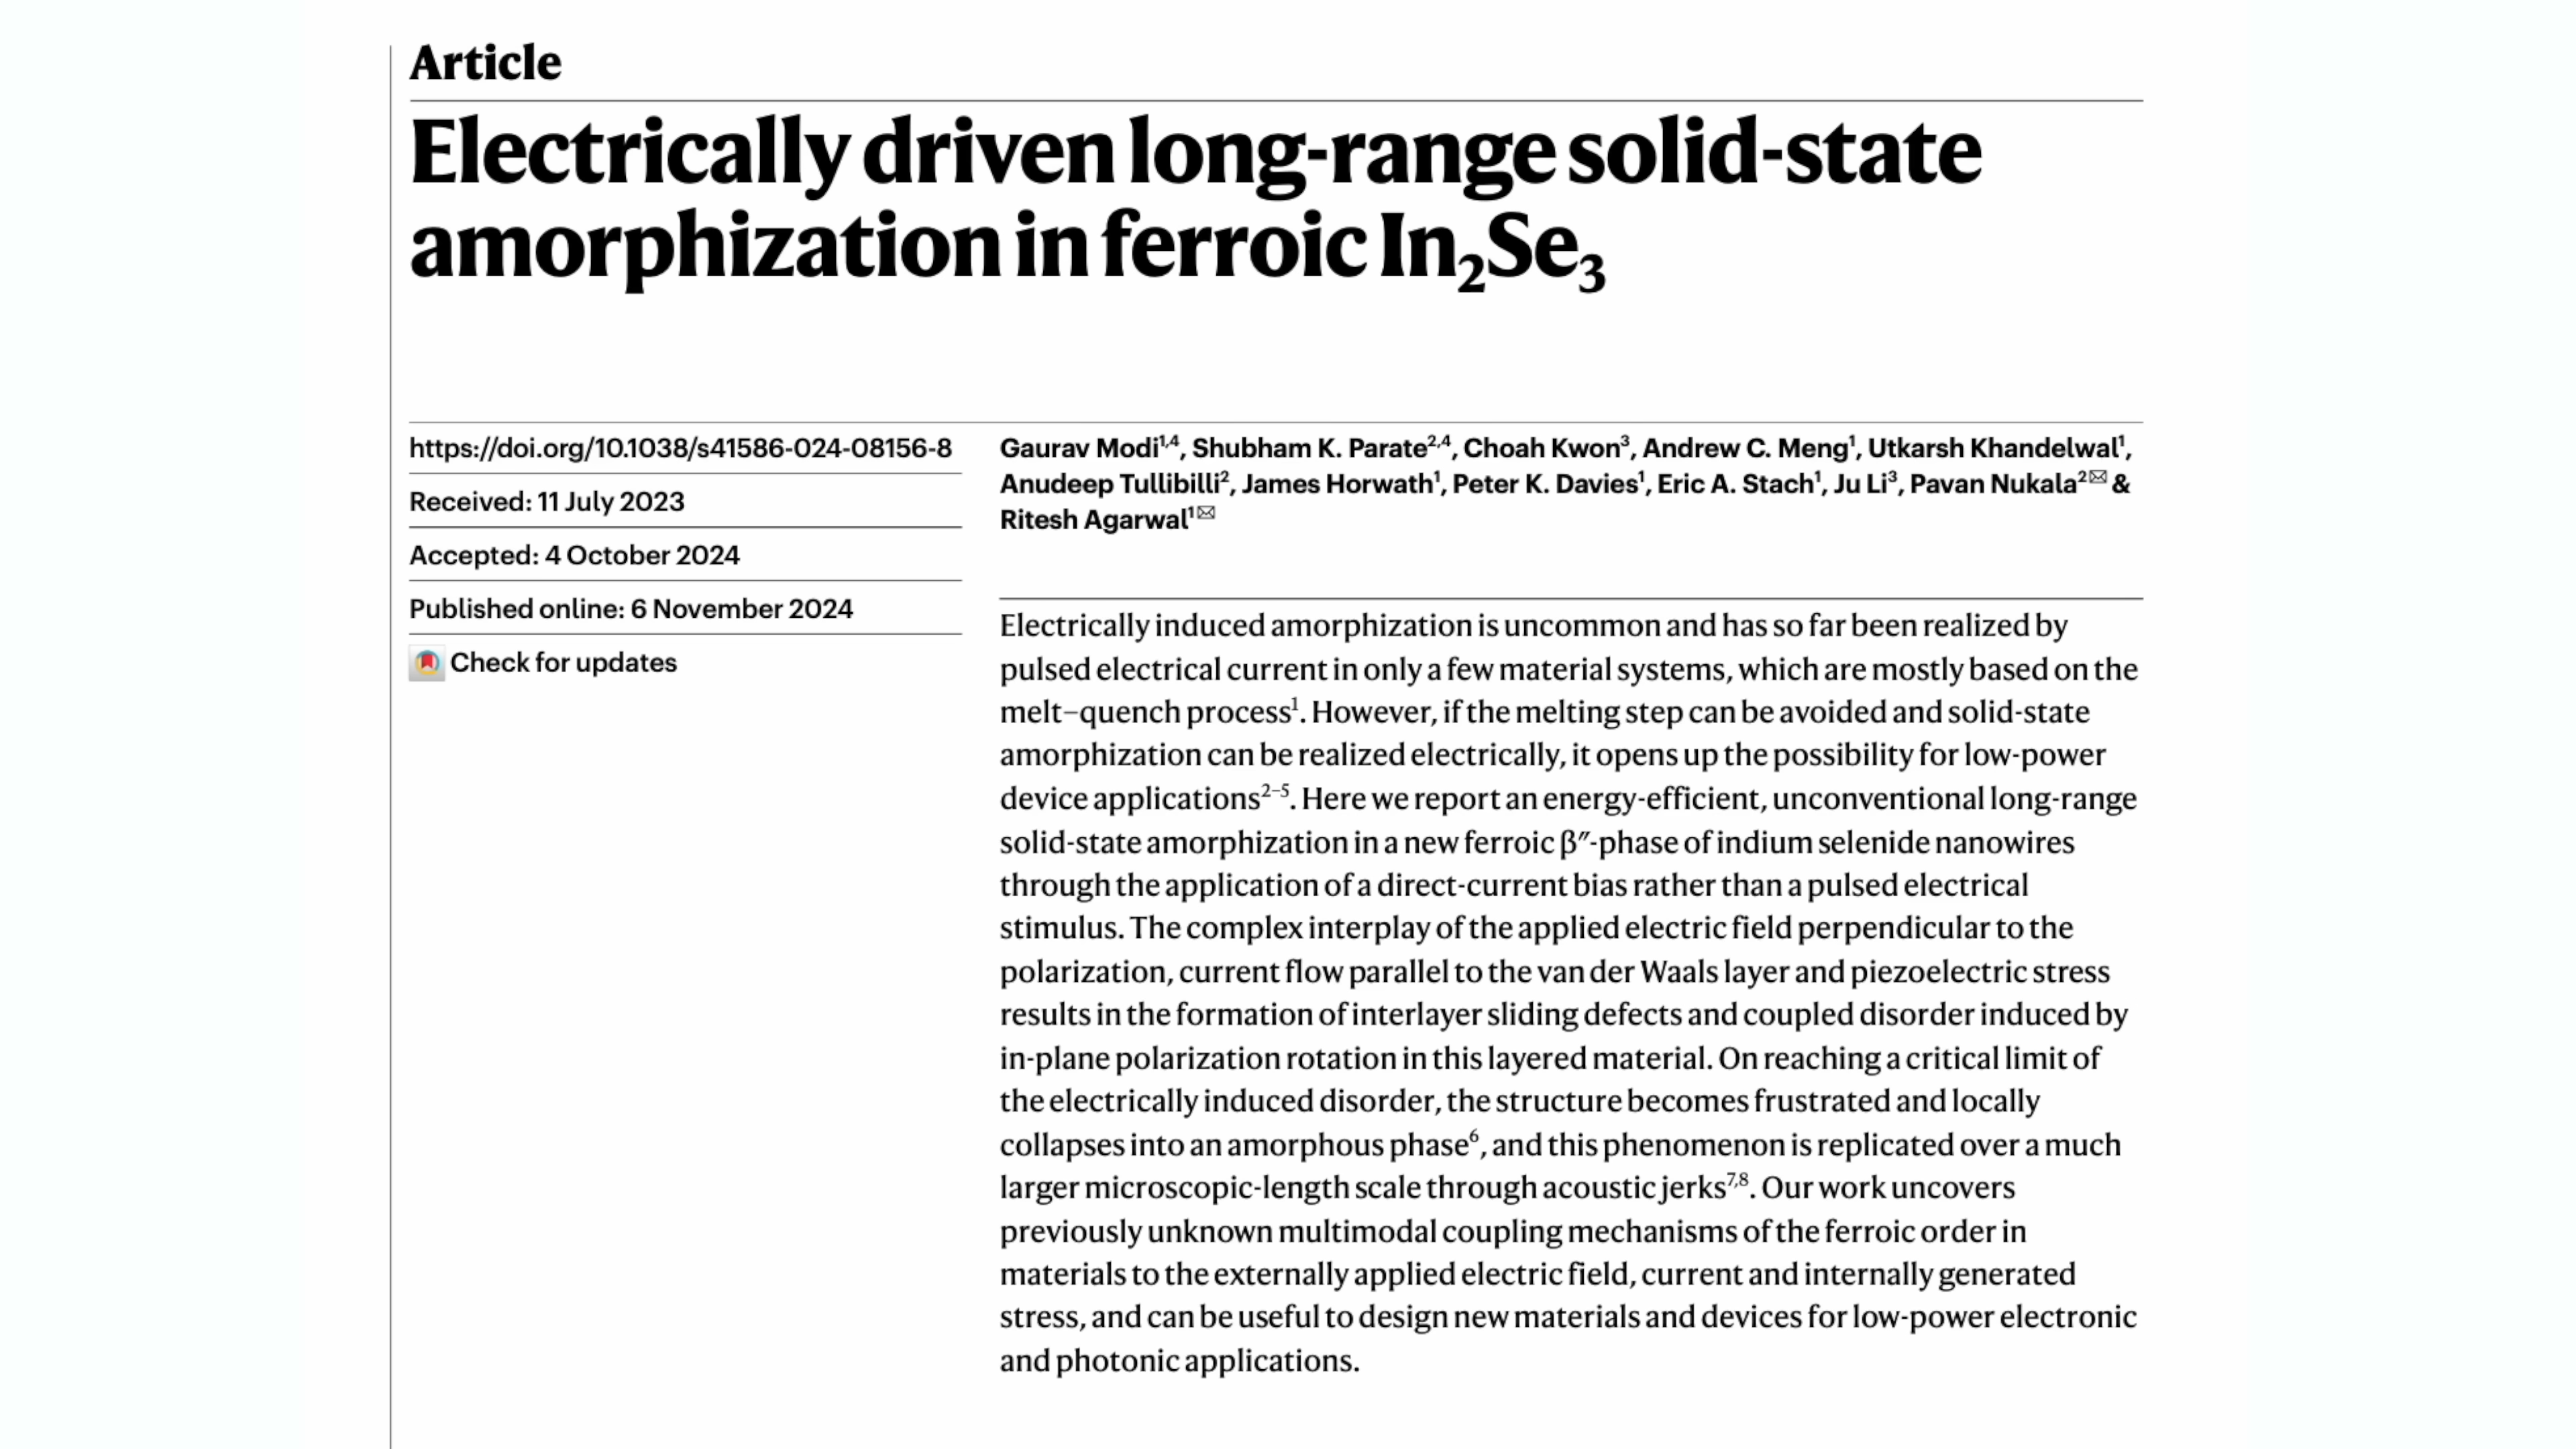 Article
Electrically driven long-range solid-state
amorphization in ferroic In₂Se₃
https://doi.org/10.1038/s41586-024-08156-8
Received: 11 July 2023
Accepted: 4 October 2024
Published online: 6 November 2024
Check for updates
Gaurav Modi¹,⁴, Shubham K. Parate²,⁴, Choah Kwon³, Andrew C. Meng¹, Utkarsh Khandelwal¹,
Anudeep Tullibilli², James Horwath¹, Peter K. Davies¹, Eric A. Stach¹, Ju Li³, Pavan Nukala²✉ &
Ritesh Agarwal¹✉
Electrically induced amorphization is uncommon and has so far been realized by
pulsed electrical current in only a few material systems, which are mostly based on the
melt–quench process¹. However, if the melting step can be avoided and solid-state
amorphization can be realized electrically, it opens up the possibility for low-power
device applications²⁻⁵. Here we report an energy-efficient, unconventional long-range
solid-state amorphization in a new ferroic β″-phase of indium selenide nanowires
through the application of a direct-current bias rather than a pulsed electrical
stimulus. The complex interplay of the applied electric field perpendicular to the
polarization, current flow parallel to the van der Waals layer and piezoelectric stress
results in the formation of interlayer sliding defects and coupled disorder induced by
in-plane polarization rotation in this layered material. On reaching a critical limit of
the electrically induced disorder, the structure becomes frustrated and locally
collapses into an amorphous phase⁶, and this phenomenon is replicated over a much
larger microscopic-length scale through acoustic jerks⁷,⁸. Our work uncovers
previously unknown multimodal coupling mechanisms of the ferroic order in
materials to the externally applied electric field, current and internally generated
stress, and can be useful to design new materials and devices for low-power electronic
and photonic applications.